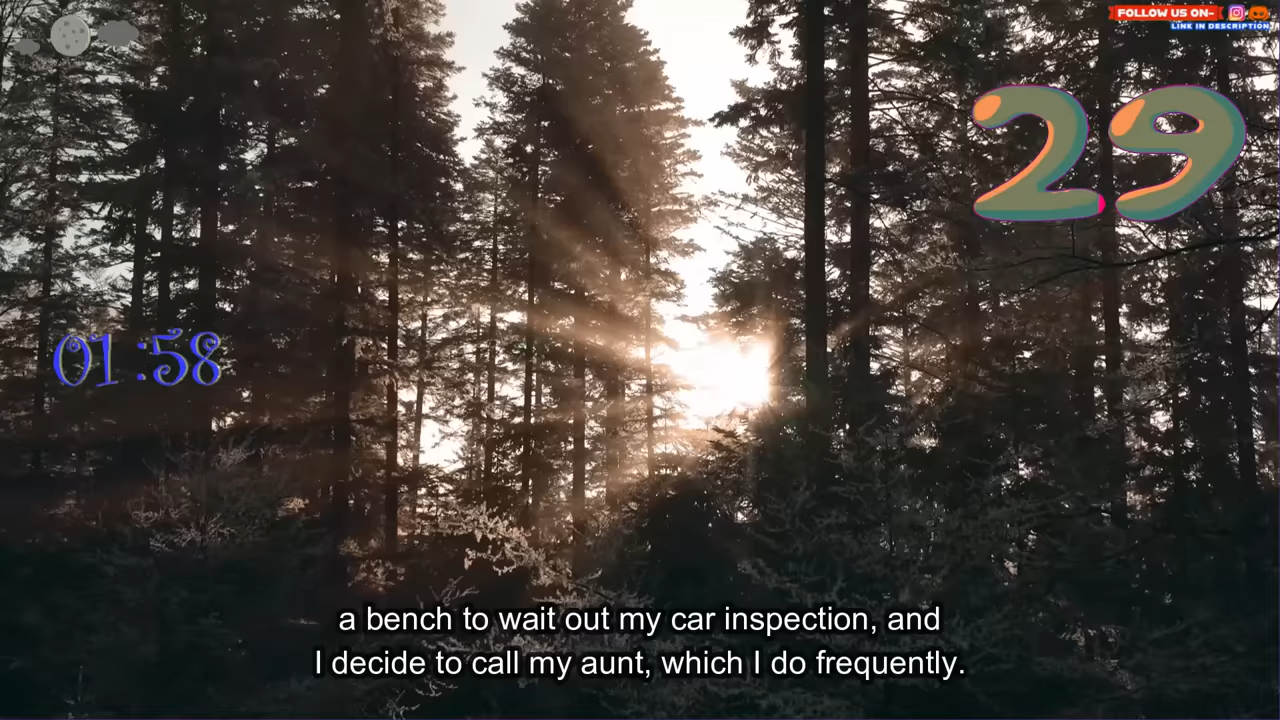 FOLLOW US ON-
LINK IN DESCRIPTION
29
01:58
a bench to wait out my car inspection, and
I decide to call my aunt, which I do frequently.